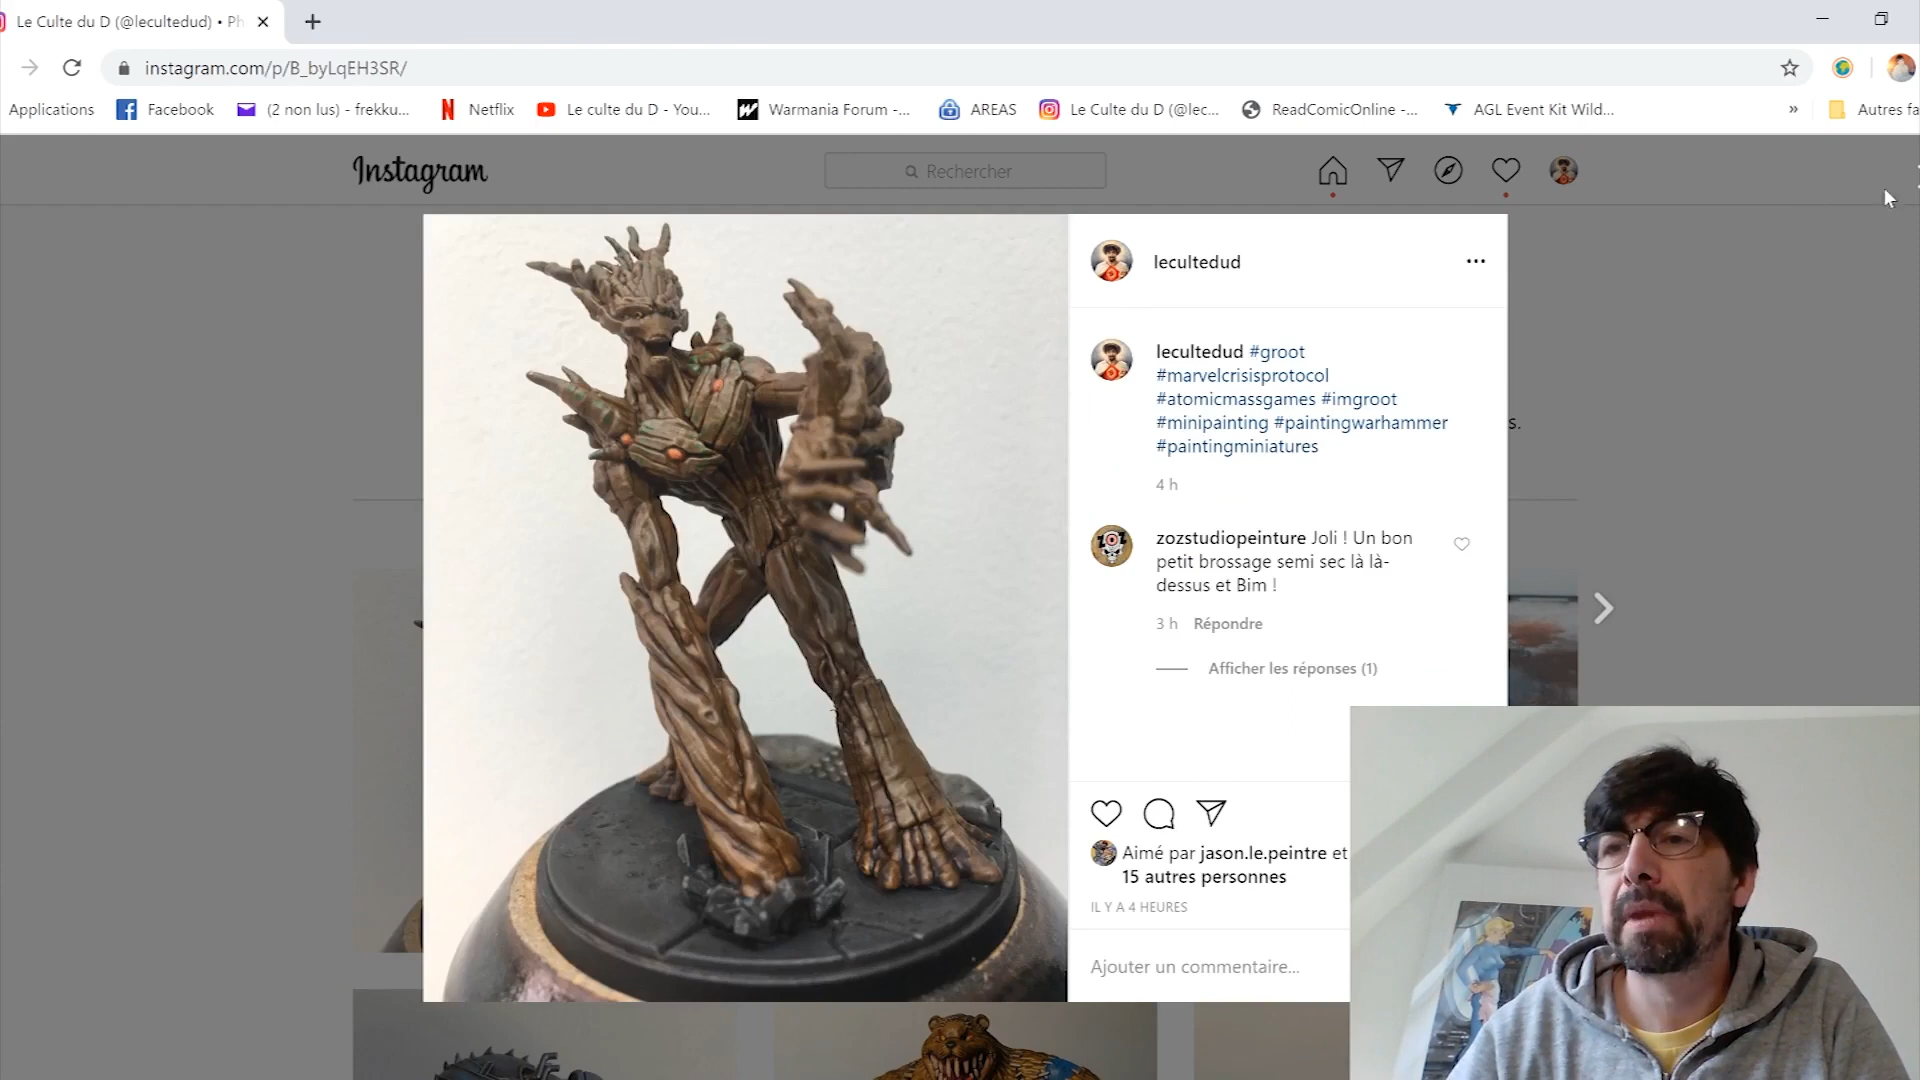 Le Culte du D (@lecultedud) • Ph
instagram.com/p/B_byLqEH3SR/
Applications Facebook (2 non lus) - frekku... Netflix Le culte du D - You... Warmania Forum -... AREAS Le Culte du D (@lec... ReadComicOnline -... AGL Event Kit Wild... » Autres fa
Instagram Rechercher
lecultedud
lecultedud #groot
#marvelcrisisprotocol
#atomicmassgames #imgroot
#minipainting #paintingwarhammer
#paintingminiatures
s.
4 h
zozstudiopeinture Joli ! Un bon
petit brossage semi sec là là-
dessus et Bim !
3 h Répondre
Afficher les réponses (1)
Aimé par jason.le.peintre et
15 autres personnes
IL Y A 4 HEURES
Ajouter un commentaire...